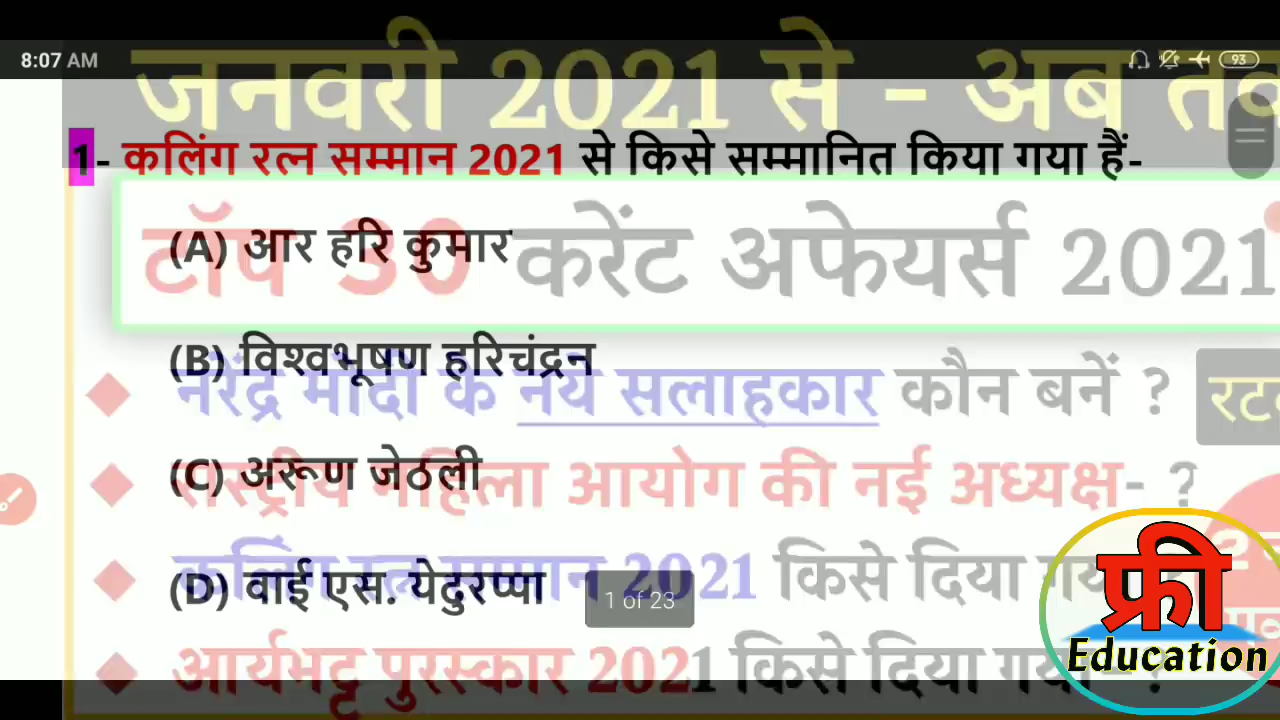 8:07 AM
93
जनवरी 2021 से - अब
1- कलिंग रत्न सम्मान 2021 से किसे सम्मानित किया गया हैं-
टॉप 30 करेंट अफेयर्स 2021
(A) आर हरि कुमार
(B) विश्वभूषण हरिचंद्रन
नरेंद्र मोदी के नये सलाहकार कौन बनें ?
(C) अरूण जेठली
महिला आयोग की नई अध्यक्ष- ?
कलिंग रत्न सम्मान 2021 किसे दिया
(D) वाई एस. येदुरप्पा
1 of 23
आर्यभट्ट पुरस्कार 2021 किसे दिया गया- ?
फ्री
Education